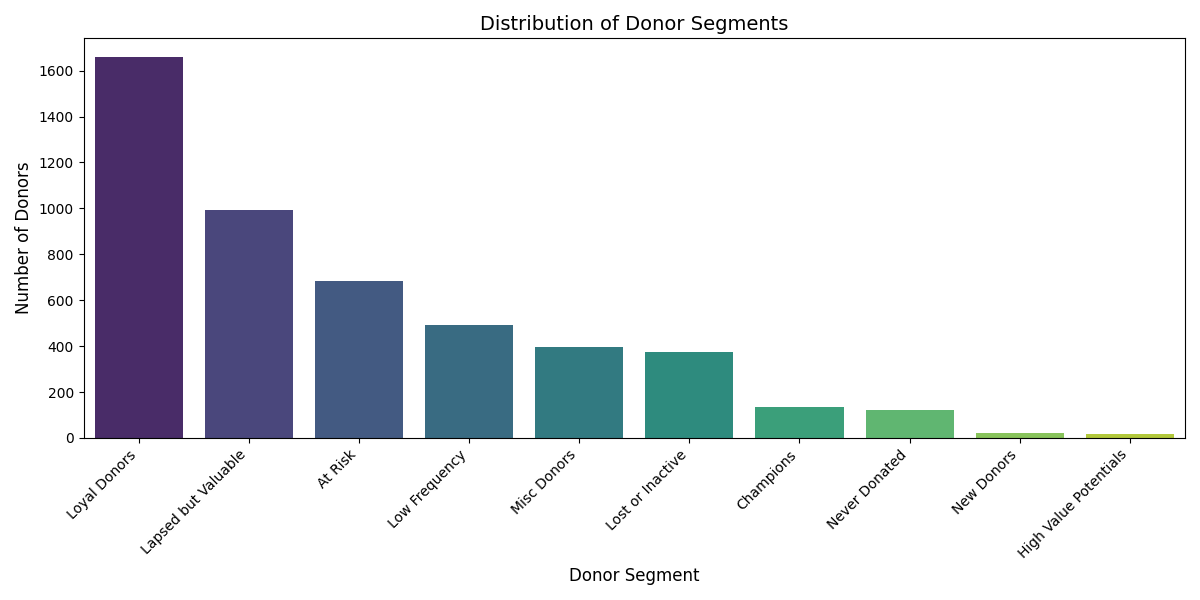 Distribution of Donor Segments
Number of Donors
1600
1400
1200
1000
800
600
400
200
0
Loyal Donors
Lapsed but Valuable
At Risk
Low Frequency
Misc Donors
Lost or Inactive
Champions
Never Donated
New Donors
High Value Potentials
Donor Segment